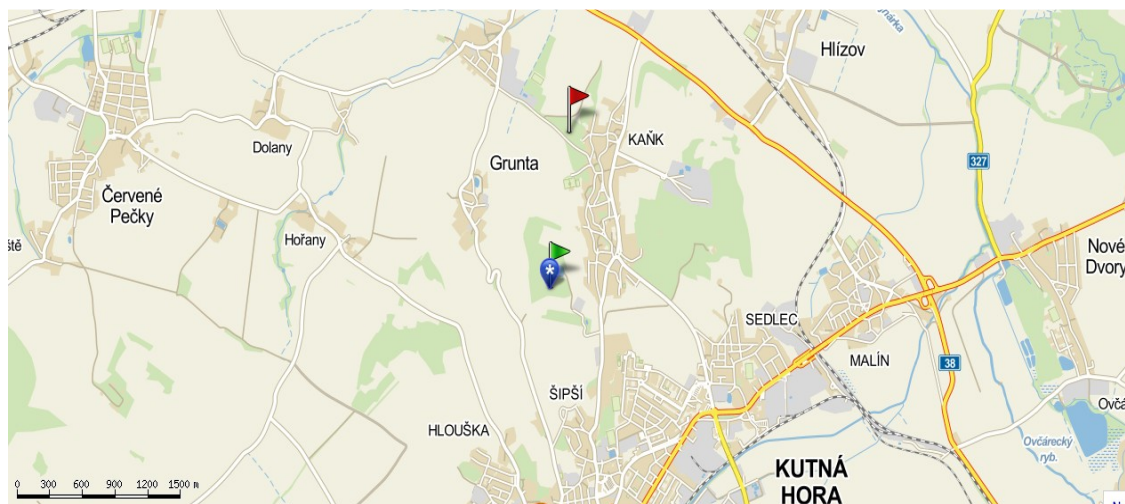 Hlízov
KAŇK
Dolany
Grunta
327
Červené
Pečky
Hořany
Nové
Dvory
SEDLEC
MALÍN
38
ŠIPŠÍ
HLOUŠKA
Ovčárecký
ryb.
KUTNÁ
HORA
0 300 600 900 1200 1500 m